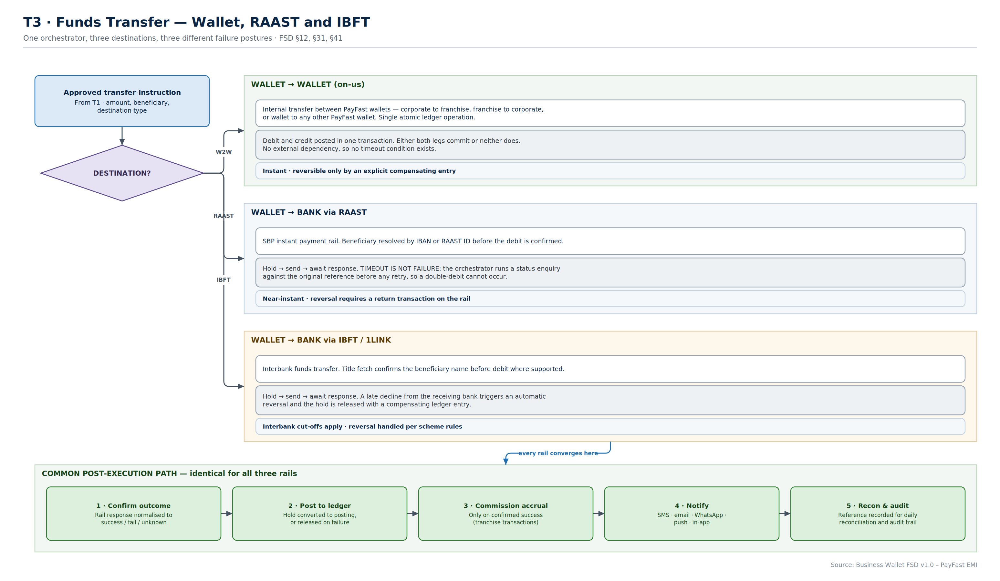 T3 · Funds Transfer — Wallet, RAAST and IBFT
One orchestrator, three destinations, three different failure postures · FSD §12, §31, §41
Approved transfer instruction
From T1 · amount, beneficiary,
destination type
DESTINATION?
W2W
RAAST
IBFT
WALLET → WALLET (on-us)
Internal transfer between PayFast wallets — corporate to franchise, franchise to corporate,
or wallet to any other PayFast wallet. Single atomic ledger operation.
Debit and credit posted in one transaction. Either both legs commit or neither does.
No external dependency, so no timeout condition exists.
Instant · reversible only by an explicit compensating entry
WALLET → BANK via RAAST
SBP instant payment rail. Beneficiary resolved by IBAN or RAAST ID before the debit is confirmed.
Hold → send → await response. TIMEOUT IS NOT FAILURE: the orchestrator runs a status enquiry
against the original reference before any retry, so a double-debit cannot occur.
Near-instant · reversal requires a return transaction on the rail
WALLET → BANK via IBFT / 1LINK
Interbank funds transfer. Title fetch confirms the beneficiary name before debit where supported.
Hold → send → await response. A late decline from the receiving bank triggers an automatic
reversal and the hold is released with a compensating ledger entry.
Interbank cut-offs apply · reversal handled per scheme rules
every rail converges here
COMMON POST-EXECUTION PATH — identical for all three rails
1 · Confirm outcome
Rail response normalised to
success / fail / unknown
2 · Post to ledger
Hold converted to posting,
or released on failure
3 · Commission accrual
Only on confirmed success
(franchise transactions)
4 · Notify
SMS · email · WhatsApp ·
push · in-app
5 · Recon & audit
Reference recorded for daily
reconciliation and audit trail
Source: Business Wallet FSD v1.0 – PayFast EMI